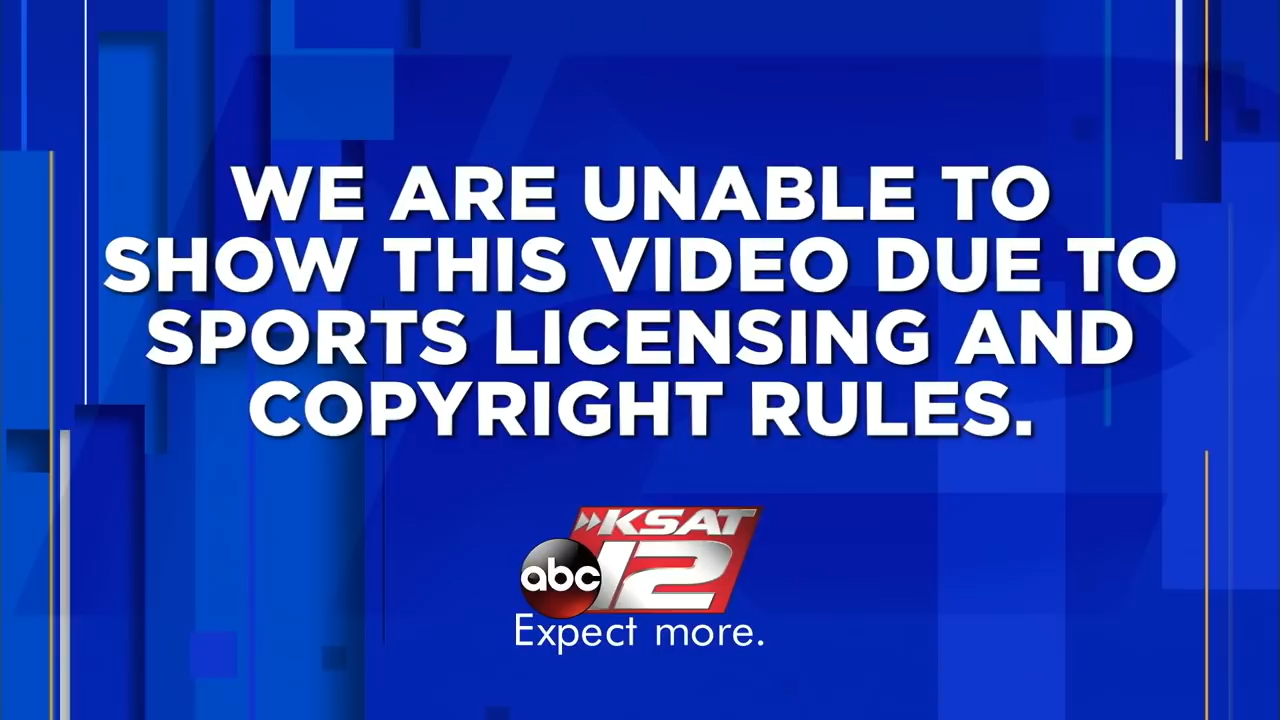 WE ARE UNABLE TO
SHOW THIS VIDEO DUE TO
SPORTS LICENSING AND
COPYRIGHT RULES.
KSAT
abc 12
Expect more.